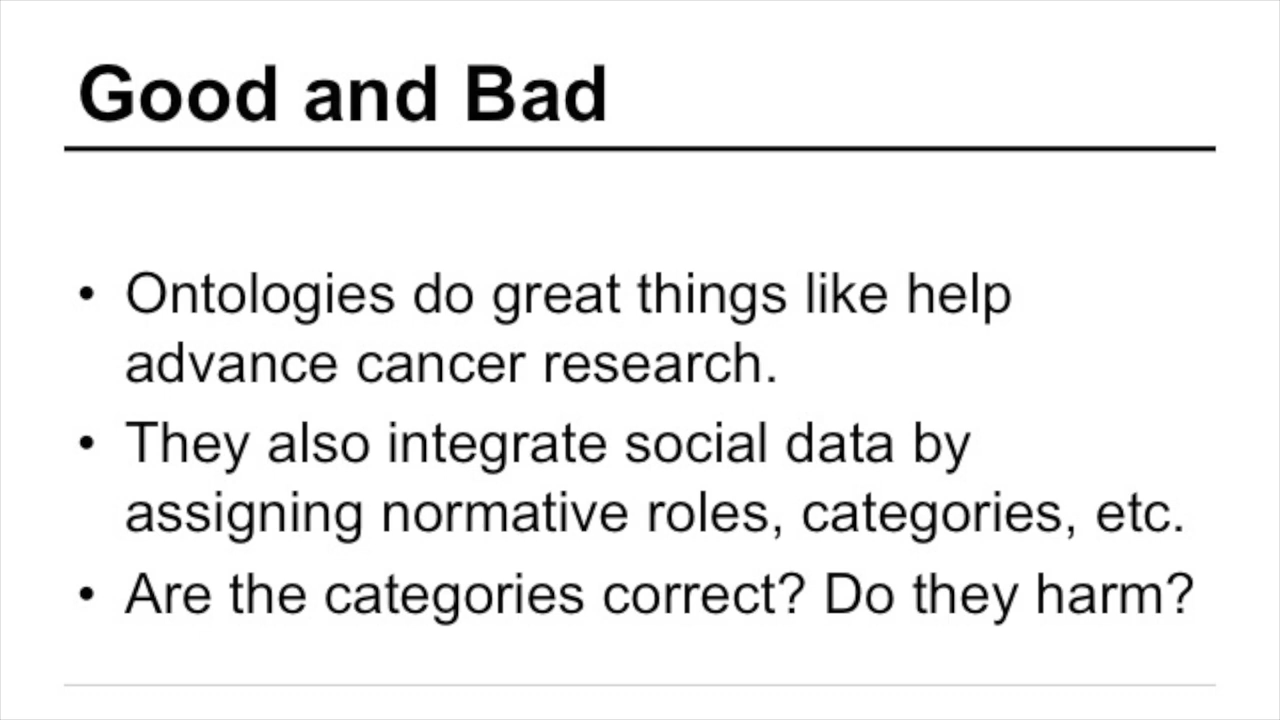 Good and Bad
• Ontologies do great things like help
advance cancer research.
• They also integrate social data by
assigning normative roles, categories, etc.
• Are the categories correct? Do they harm?